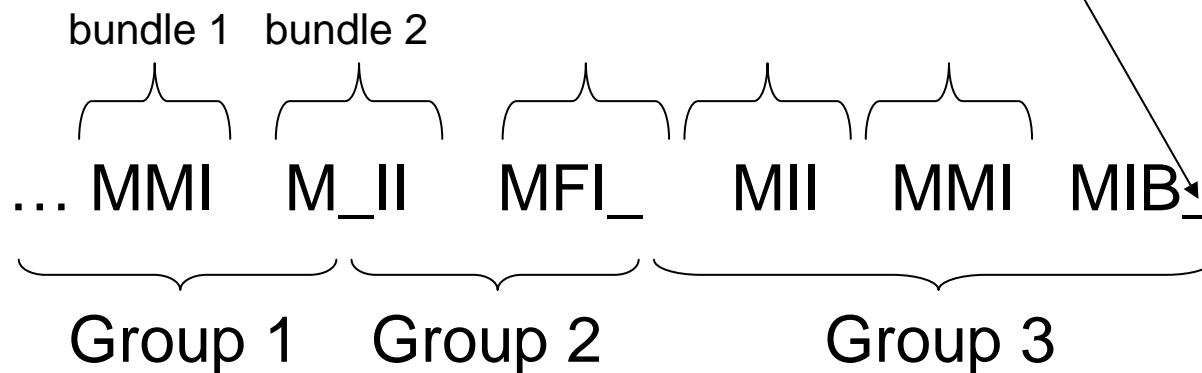 bundle 1 bundle 2
... MMI M_II MFI_ MII MMI MIB_
Group 1 Group 2 Group 3